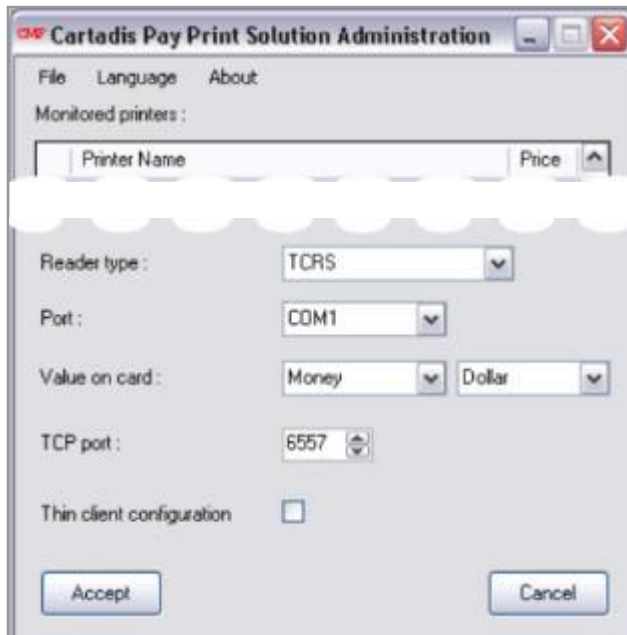 CMP Cartadis Pay Print Solution Administration
File Language About
Monitored printers :
Printer Name Price
Reader type : TCRS
Port : COM1
Value on card : Money Dollar
TCP port : 6557
Thin client configuration
Accept Cancel